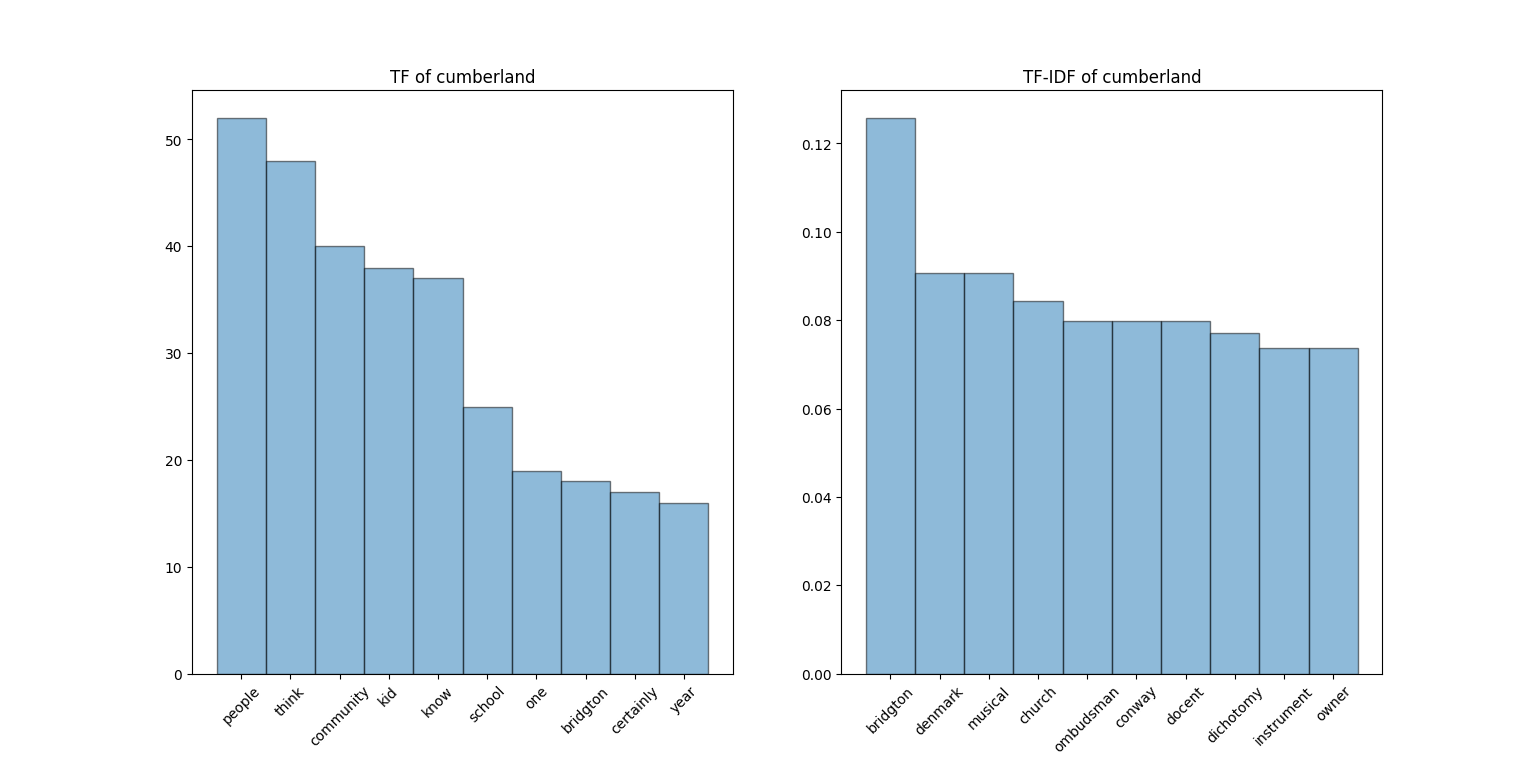 TF of cumberland
50
40
30
20
10
0
people
think
community
kid
know
school
one
bridgton
certainly
year
TF-IDF of cumberland
0.12
0.10
0.08
0.06
0.04
0.02
0.00
bridgton
denmark
musical
church
ombudsman
conway
docent
dichotomy
instrument
owner